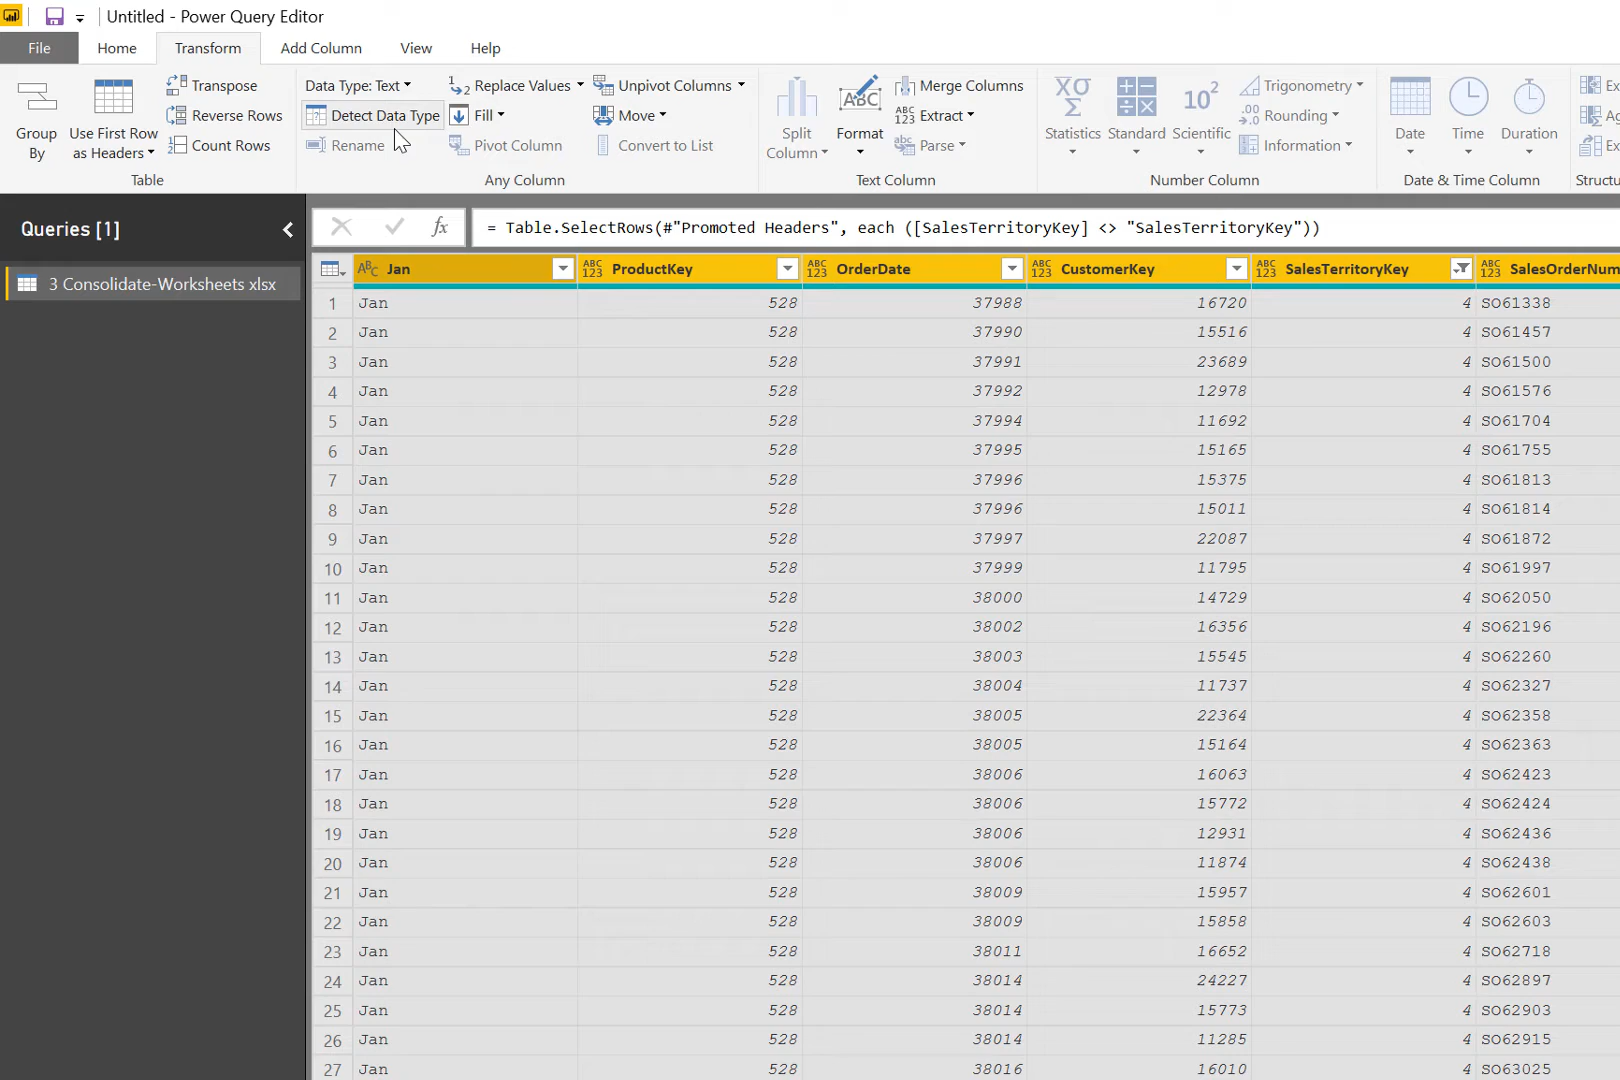 Untitled - Power Query Editor
File Home Transform Add Column View Help
Group By
Use First Row as Headers
Transpose
Reverse Rows
Count Rows
Table
Data Type: Text
Detect Data Type
Rename
Replace Values
Fill
Pivot Column
Unpivot Columns
Move
Convert to List
Any Column
Split Column
Format
Merge Columns
Extract
Parse
Text Column
Statistics
Standard
Scientific
Trigonometry
Rounding
Information
Number Column
Date
Time
Duration
Date & Time Column
Queries [1]
3 Consolidate-Worksheets xlsx
fx = Table.SelectRows(#"Promoted Headers", each ([SalesTerritoryKey] <> "SalesTerritoryKey"))
ABC Jan ABC 123 ProductKey ABC 123 OrderDate ABC 123 CustomerKey ABC 123 SalesTerritoryKey ABC 123 SalesOrderNum
1 Jan 528 37988 16720 4 SO61338
2 Jan 528 37990 15516 4 SO61457
3 Jan 528 37991 23689 4 SO61500
4 Jan 528 37992 12978 4 SO61576
5 Jan 528 37994 11692 4 SO61704
6 Jan 528 37995 15165 4 SO61755
7 Jan 528 37996 15375 4 SO61813
8 Jan 528 37996 15011 4 SO61814
9 Jan 528 37997 22087 4 SO61872
10 Jan 528 37999 11795 4 SO61997
11 Jan 528 38000 14729 4 SO62050
12 Jan 528 38002 16356 4 SO62196
13 Jan 528 38003 15545 4 SO62260
14 Jan 528 38004 11737 4 SO62327
15 Jan 528 38005 22364 4 SO62358
16 Jan 528 38005 15164 4 SO62363
17 Jan 528 38006 16063 4 SO62423
18 Jan 528 38006 15772 4 SO62424
19 Jan 528 38006 12931 4 SO62436
20 Jan 528 38006 11874 4 SO62438
21 Jan 528 38009 15957 4 SO62601
22 Jan 528 38009 15858 4 SO62603
23 Jan 528 38011 16652 4 SO62718
24 Jan 528 38014 24227 4 SO62897
25 Jan 528 38014 15773 4 SO62903
26 Jan 528 38014 11285 4 SO62915
27 Jan 528 38016 16010 4 SO63025